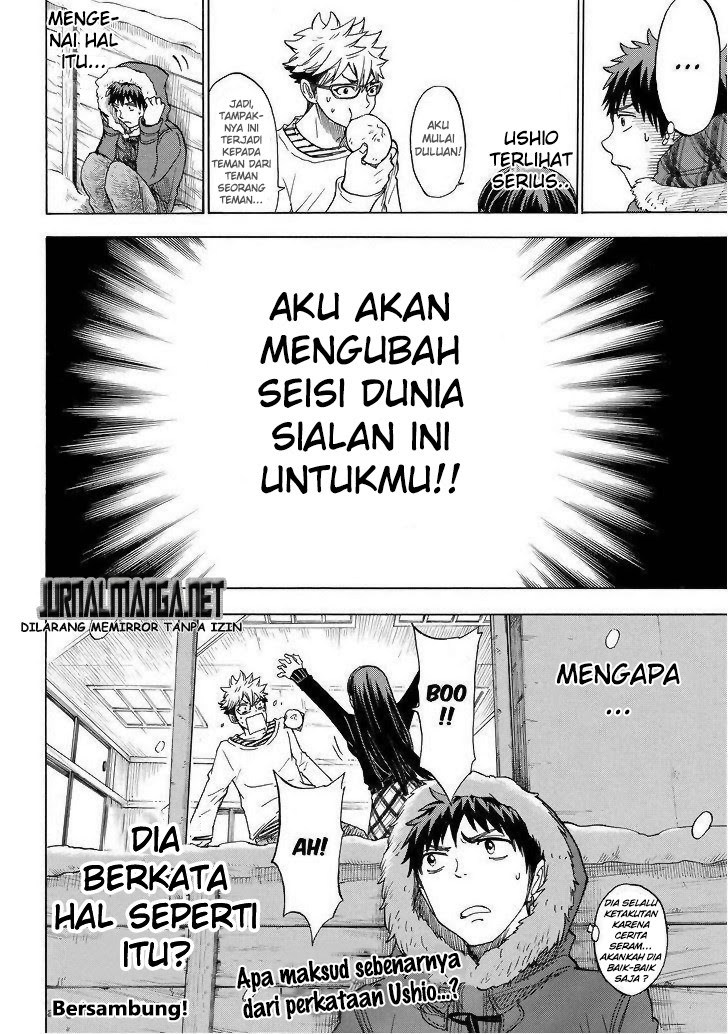 ...
USHIO
TERLIHAT
SERIUS..
AKU
MULAI
DULUAN!
JADI,
TAMPAK-
NYA INI
TERJADI
KEPADA
TEMAN DARI
TEMAN
SEORANG
TEMAN...
MENGE-
NAI HAL
ITU...
AKU AKAN
MENGUBAH
SEISI DUNIA
SIALAN INI
UNTUKMU!!
JURNALMANGA.NET
DILARANG MEMIRROR TANPA IZIN
MENGAPA
...
BOO
!!
AH!
DIA
BERKATA
HAL SEPERTI
ITU?
DIA SELALU
KETAKUTAN
KARENA
CERITA
SERAM...
AKANKAH DIA
BAIK-BAIK
SAJA ?
Apa maksud sebenarnya
dari perkataan Ushio...?
Bersambung!